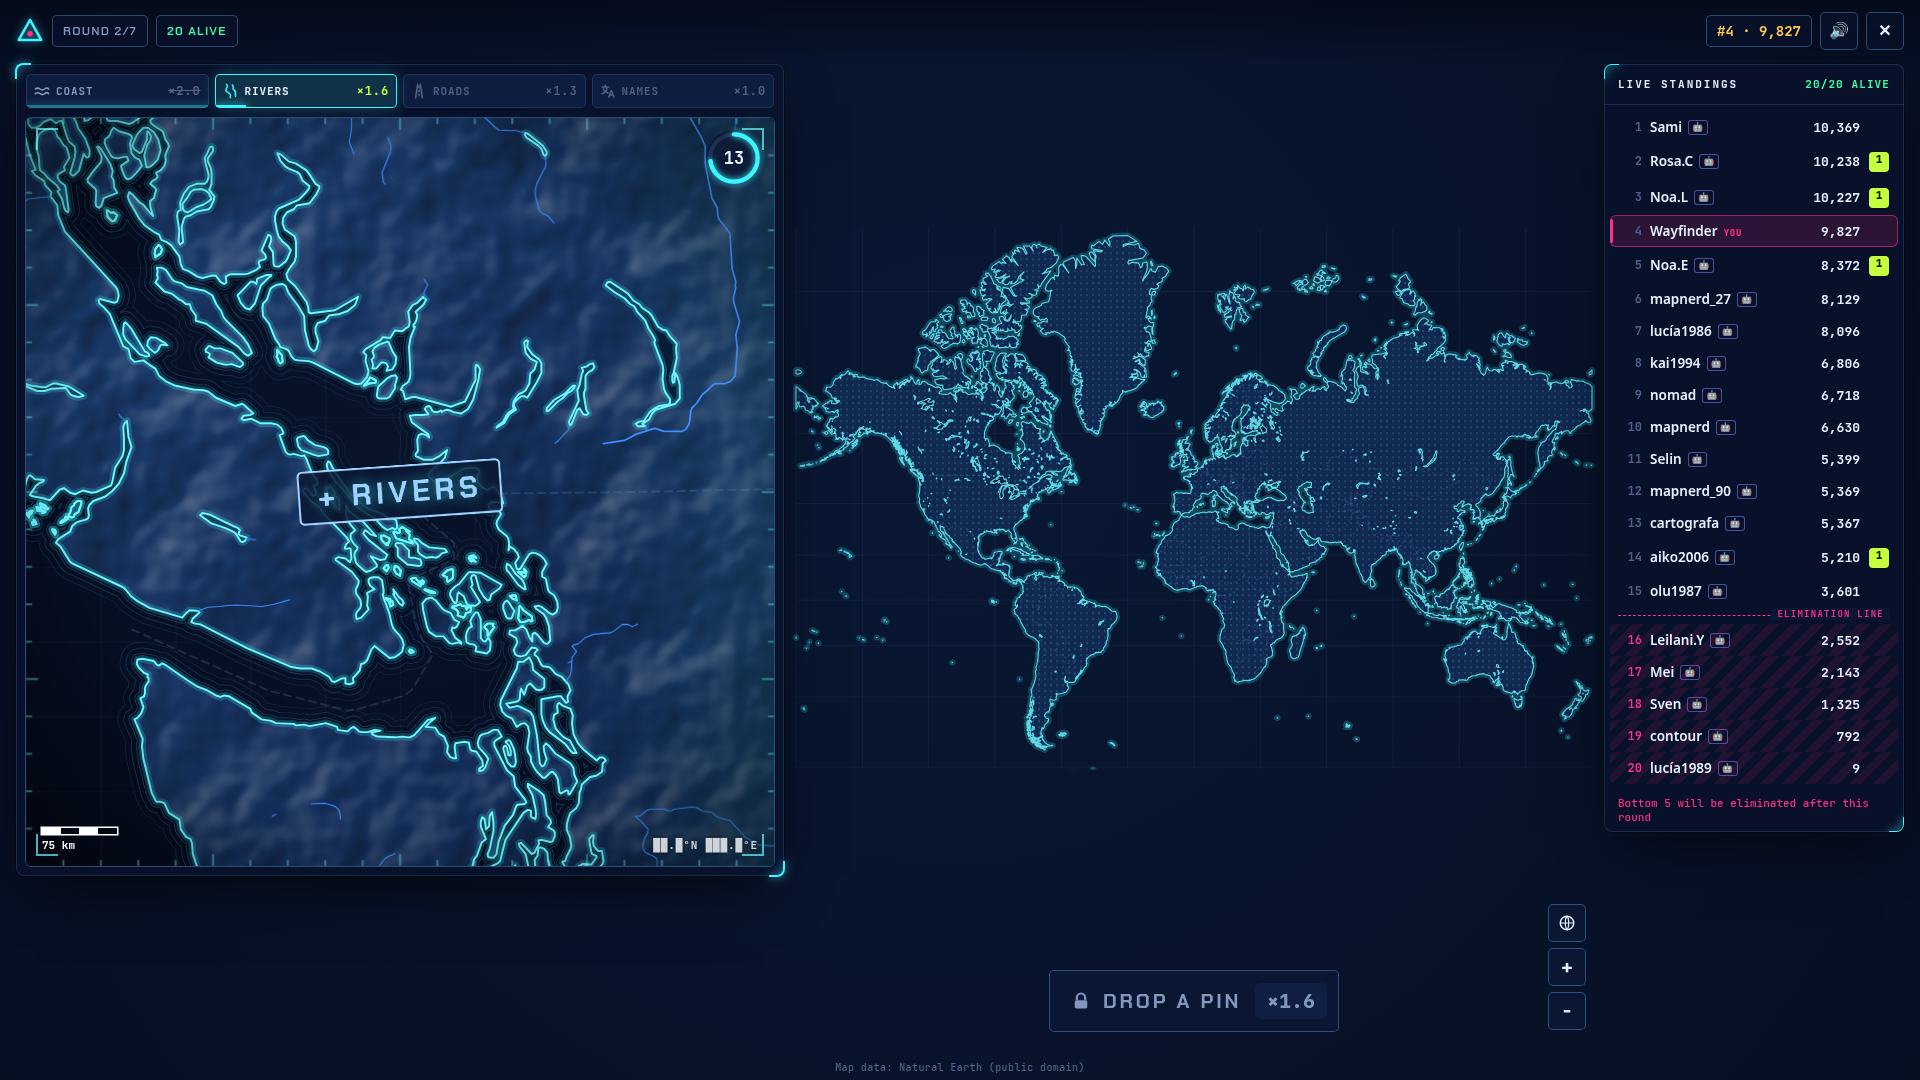 ROUND 2/7
20 ALIVE
#4 · 9,827
COAST ×2.0
RIVERS ×1.6
ROADS ×1.3
NAMES ×1.0
13
+ RIVERS
75 km
██.█°N ███.█°E
DROP A PIN ×1.6
+
-
LIVE STANDINGS 20/20 ALIVE
1 Sami 10,369
2 Rosa.C 10,238 1
3 Noa.L 10,227 1
4 Wayfinder YOU 9,827
5 Noa.E 8,372 1
6 mapnerd_27 8,129
7 lucía1986 8,096
8 kai1994 6,806
9 nomad 6,718
10 mapnerd 6,630
11 Selin 5,399
12 mapnerd_90 5,369
13 cartografa 5,367
14 aiko2006 5,210 1
15 olu1987 3,601
ELIMINATION LINE
16 Leilani.Y 2,552
17 Mei 2,143
18 Sven 1,325
19 contour 792
20 lucía1989 9
Bottom 5 will be eliminated after this
round
Map data: Natural Earth (public domain)